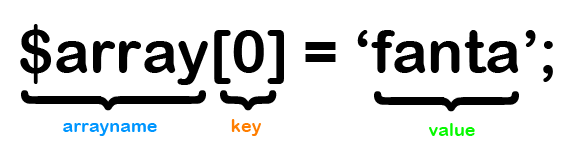 $array[0] = ‘fanta’;
arrayname key value